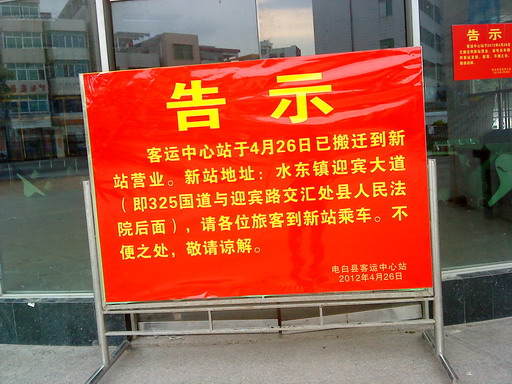 告示
客运中心站于4月26日已搬迁到新
站营业。新站地址：水东镇迎宾大道
（即325国道与迎宾路交汇处县人民法
院后面），请各位旅客到新站乘车。不
便之处，敬请谅解。
电白县客运中心站
2012年4月26日
告示